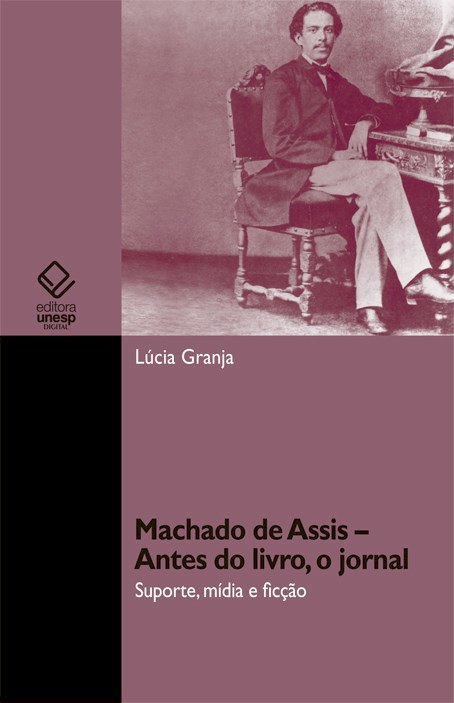 editora
unesp
DIGITAL
Lúcia Granja
Machado de Assis –
Antes do livro, o jornal
Suporte, mídia e ficção